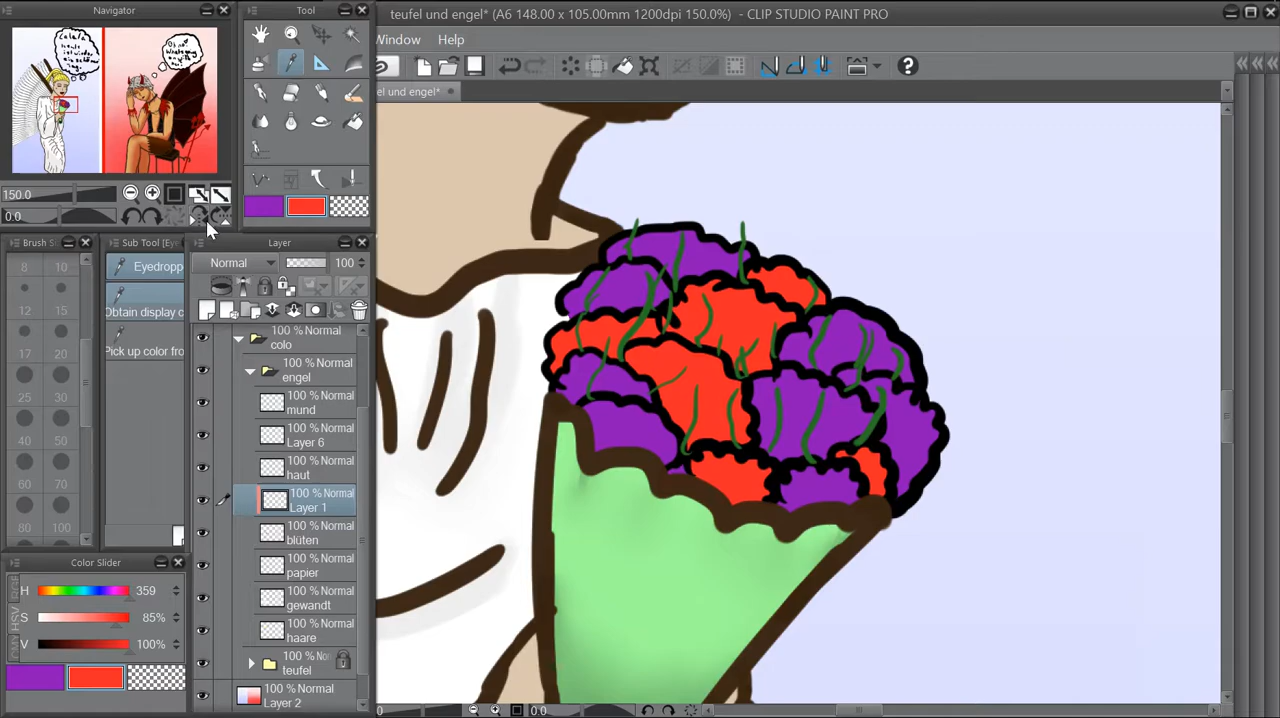 Navigator
Tool
teufel und engel* (A6 148.00 x 105.00mm 1200dpi 150.0%) - CLIP STUDIO PAINT PRO
Window Help
el und engel*
150.0
0.0
Brush S
Sub Tool [Eye
Layer
8 10
12 15
17 20
25 30
40 50
60 70
80 100
Eyedropp
Obtain display c
Pick up color fro
Normal 100
100 % Normal
colo
100 % Normal
engel
100 % Normal
mund
100 % Normal
Layer 6
100 % Normal
haut
100 % Normal
Layer 1
100 % Normal
blüten
100 % Normal
papier
100 % Normal
gewandt
100 % Normal
haare
100 % No
teufel
100 % Normal
Layer 2
Color Slider
H 359
S 85%
V 100%
0.0